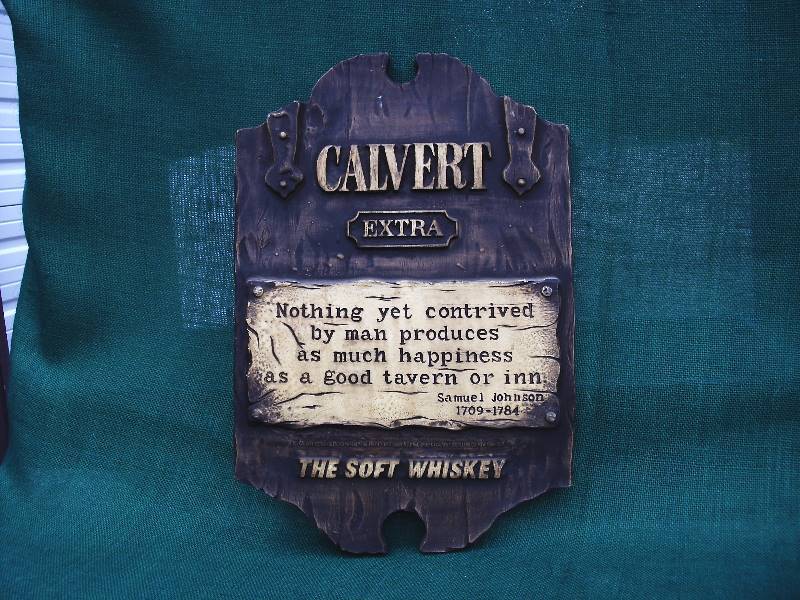 CALVERT
EXTRA
Nothing yet contrived
by man produces
as much happiness
as a good tavern or inn.
Samuel Johnson
1709-1784
THE SOFT WHISKEY